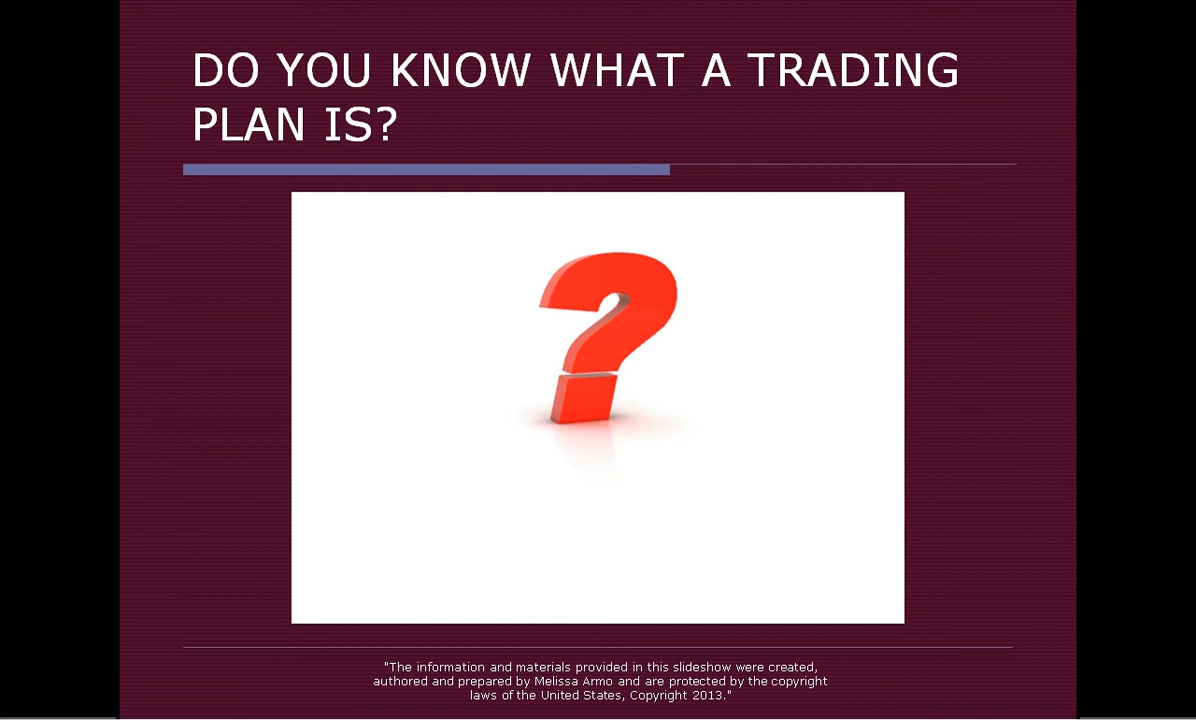 DO YOU KNOW WHAT A TRADING
PLAN IS?
?
"The information and materials provided in this slideshow were created,
authored and prepared by Melissa Armo and are protected by the copyright
laws of the United States, Copyright 2013."